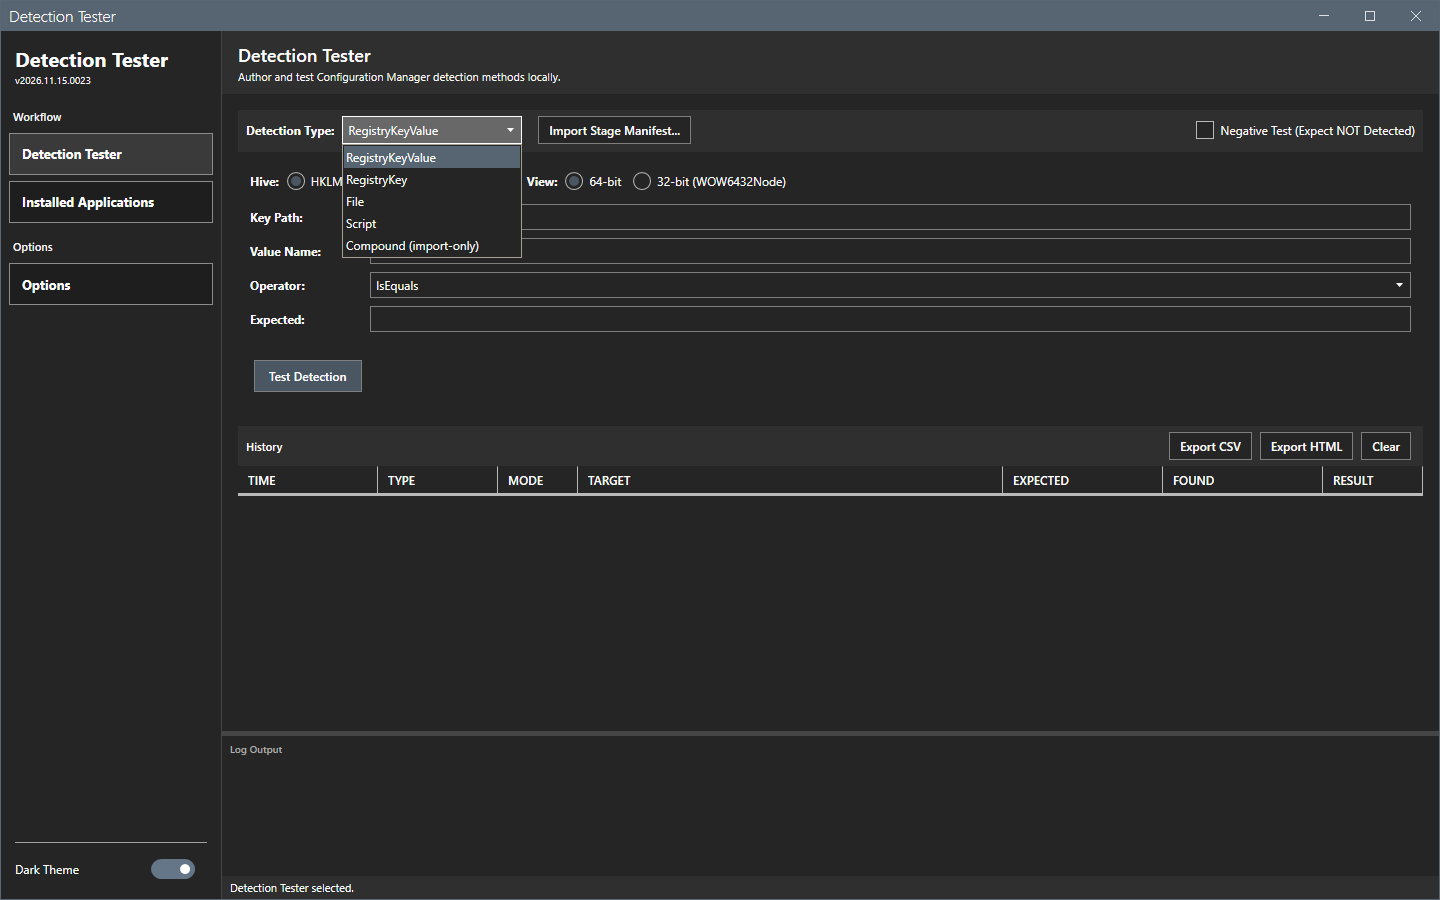 Detection Tester
Detection Tester
v2026.11.15.0023
Workflow
Detection Tester
Installed Applications
Options
Options
Dark Theme
Detection Tester
Author and test Configuration Manager detection methods locally.
Detection Type:
RegistryKeyValue
Import Stage Manifest...
Negative Test (Expect NOT Detected)
RegistryKeyValue
RegistryKey
File
Script
Compound (import-only)
Hive:
HKLM
View:
64-bit
32-bit (WOW6432Node)
Key Path:
Value Name:
Operator:
IsEquals
Expected:
Test Detection
History
Export CSV
Export HTML
Clear
TIME
TYPE
MODE
TARGET
EXPECTED
FOUND
RESULT
Log Output
Detection Tester selected.